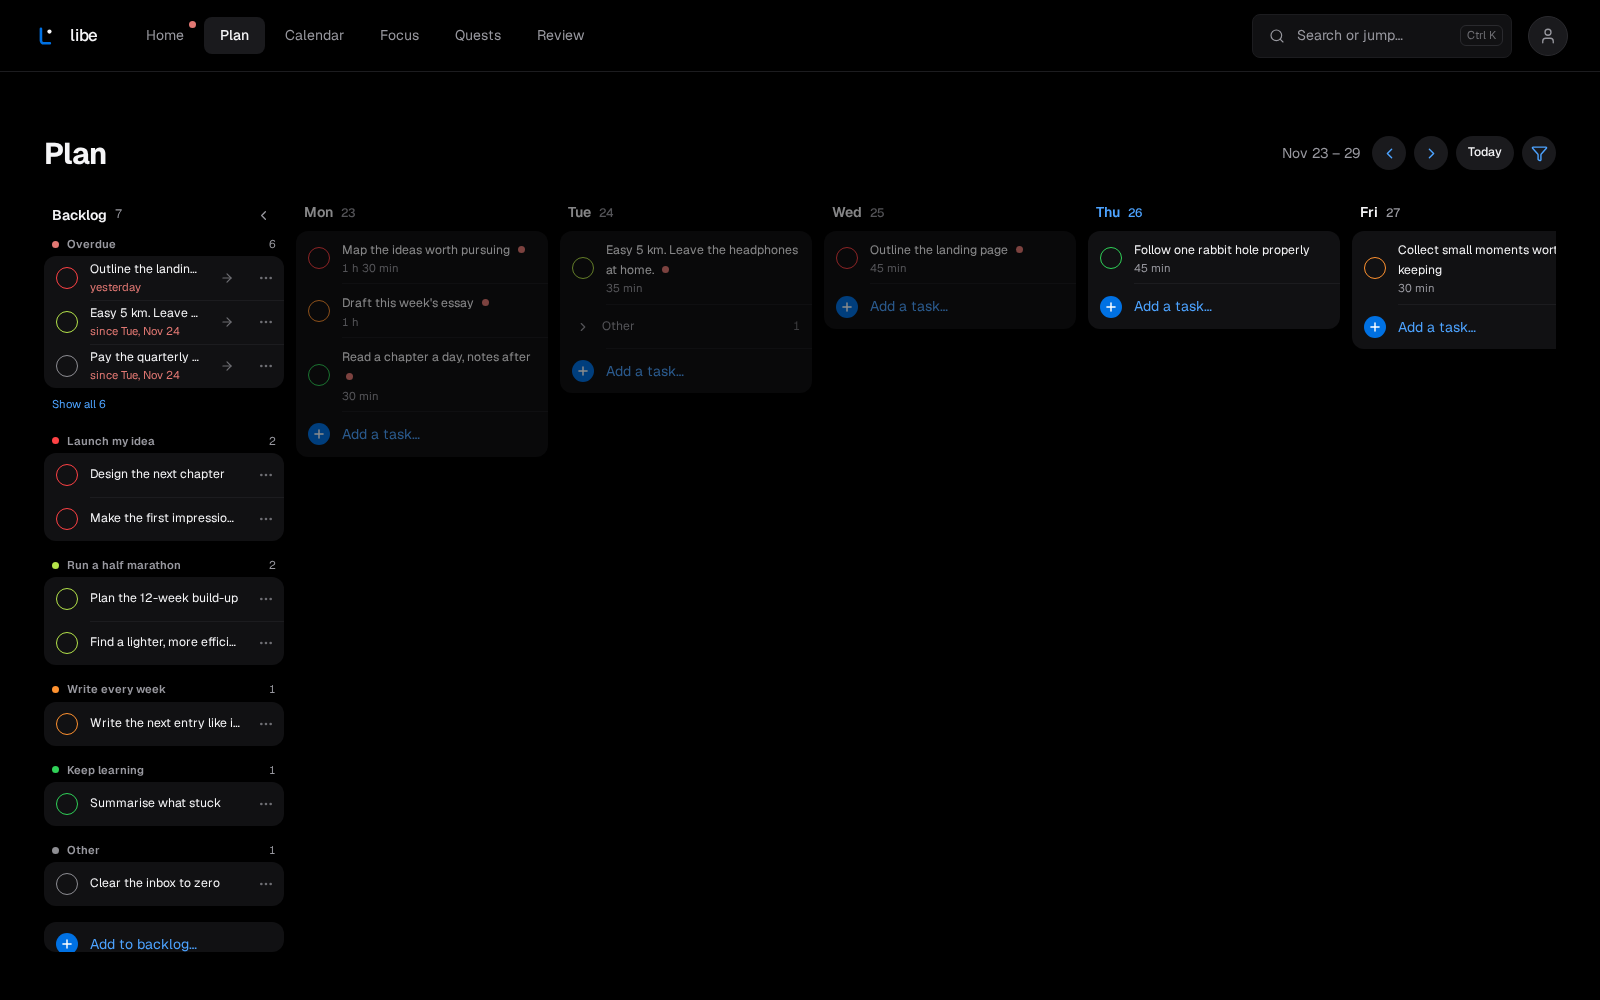 libe
Home
Plan
Calendar
Focus
Quests
Review
Search or jump...
Ctrl K
Plan
Nov 23 – 29
Today
Backlog 7
Overdue 6
Outline the landin...
yesterday
Easy 5 km. Leave ...
since Tue, Nov 24
Pay the quarterly ...
since Tue, Nov 24
Show all 6
Launch my idea 2
Design the next chapter
Make the first impressio...
Run a half marathon 2
Plan the 12-week build-up
Find a lighter, more effici...
Write every week 1
Write the next entry like i...
Keep learning 1
Summarise what stuck
Other 1
Clear the inbox to zero
Add to backlog...
Mon 23
Map the ideas worth pursuing
1 h 30 min
Draft this week's essay
1 h
Read a chapter a day, notes after
30 min
Add a task...
Tue 24
Easy 5 km. Leave the headphones
at home.
35 min
Other 1
Add a task...
Wed 25
Outline the landing page
45 min
Add a task...
Thu 26
Follow one rabbit hole properly
45 min
Add a task...
Fri 27
Collect small moments wort
keeping
30 min
Add a task...